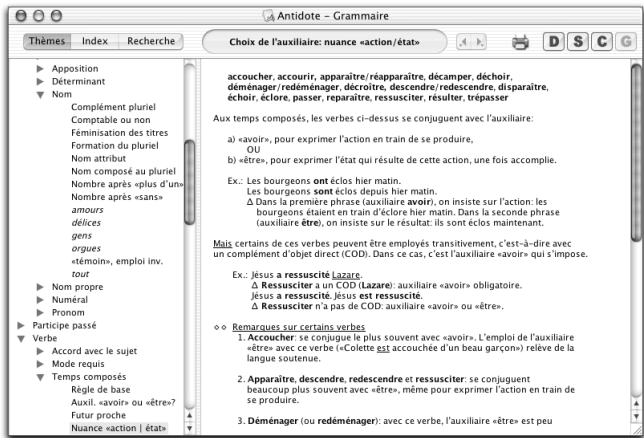 Antidote – Grammaire
Thèmes Index Recherche
Choix de l'auxiliaire: nuance «action/état»
D S C G
Apposition
Déterminant
Nom
Complément pluriel
Comptable ou non
Féminisation des titres
Formation du pluriel
Nom attribut
Nom composé au pluriel
Nombre après «plus d'un»
Nombre après «sans»
amours
délices
gens
orgues
«témoin», emploi inv.
tout
Nom propre
Numéral
Pronom
Participe passé
Verbe
Accord avec le sujet
Mode requis
Temps composés
Règle de base
Auxil. «avoir» ou «être»?
Futur proche
Nuance «action | état»
accoucher, accourir, apparaître/réapparaître, décamper, déchoir,
déménager/redéménager, décroître, descendre/redescendre, disparaître,
échoir, éclore, passer, reparaître, ressusciter, résulter, trépasser
Aux temps composés, les verbes ci-dessus se conjuguent avec l'auxiliaire:
a) «avoir», pour exprimer l'action en train de se produire,
OU
b) «être», pour exprimer l'état qui résulte de cette action, une fois accomplie.
Ex.: Les bourgeons ont éclos hier matin.
Les bourgeons sont éclos depuis hier matin.
Δ Dans la première phrase (auxiliaire avoir), on insiste sur l'action: les
bourgeons étaient en train d'éclore hier matin. Dans la seconde phrase
(auxiliaire être), on insiste sur le résultat: ils sont éclos maintenant.
Mais certains de ces verbes peuvent être employés transitivement, c'est-à-dire avec
un complément d'objet direct (COD). Dans ce cas, c'est l'auxiliaire «avoir» qui s'impose.
Ex.: Jésus a ressuscité Lazare.
Δ Ressusciter a un COD (Lazare): auxiliaire «avoir» obligatoire.
Jésus a ressuscité. Jésus est ressuscité.
Δ Ressusciter n'a pas de COD: auxiliaire «avoir» ou «être».
◇◇ Remarques sur certains verbes
1. Accoucher: se conjugue le plus souvent avec «avoir». L'emploi de l'auxiliaire
«être» avec ce verbe («Colette est accouchée d'un beau garçon») relève de la
langue soutenue.
2. Apparaître, descendre, redescendre et ressusciter: se conjuguent
beaucoup plus souvent avec «être», même pour exprimer l'action en train de
se produire.
3. Déménager (ou redéménager): avec ce verbe, l'auxiliaire «être» est peu